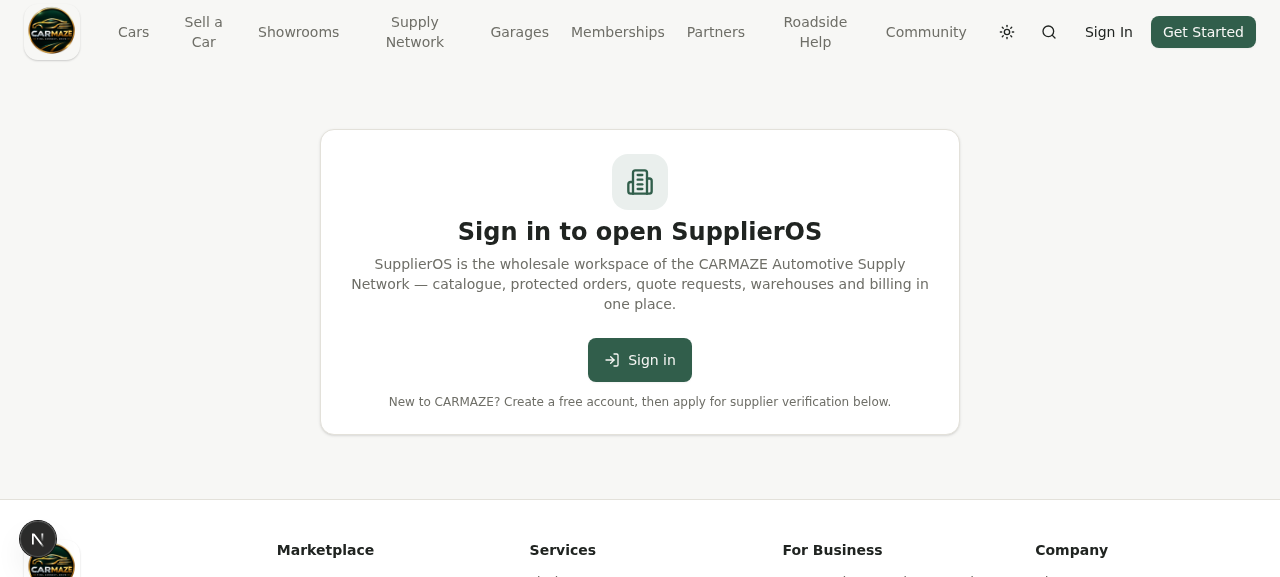 CARMAZE
Cars
Sell a
Car
Showrooms
Supply
Network
Garages
Memberships
Partners
Roadside
Help
Community
Sign In
Get Started
Sign in to open SupplierOS
SupplierOS is the wholesale workspace of the CARMAZE Automotive Supply
Network — catalogue, protected orders, quote requests, warehouses and billing in
one place.
Sign in
New to CARMAZE? Create a free account, then apply for supplier verification below.
N
CARMAZE
Marketplace
Services
For Business
Company